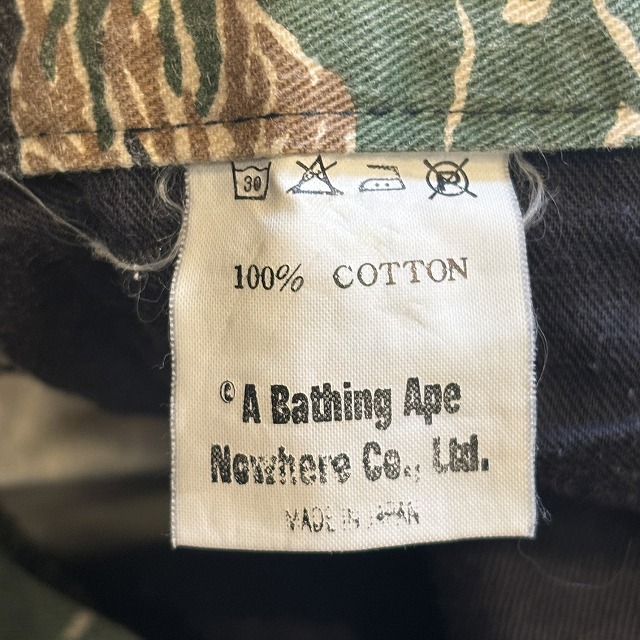 30
P
100% COTTON
© A Bathing Ape
Nowhere Co., Ltd.
MADE IN JAPAN